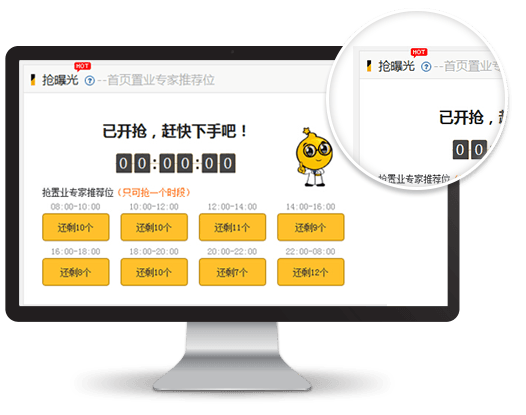 HOT
抢曝光 ? --首页置业专家推荐位
已开抢，赶快下手吧！
00:00:00
抢置业专家推荐位（只可抢一个时段）
08:00-10:00 10:00-12:00 12:00-14:00 14:00-16:00
还剩10个 还剩10个 还剩11个 还剩9个
16:00-18:00 18:00-20:00 20:00-22:00 22:00-08:00
还剩8个 还剩10个 还剩7个 还剩12个
HOT
抢曝光 ? --首页置业专
已开抢，赶
00:0
抢置业专家推荐位